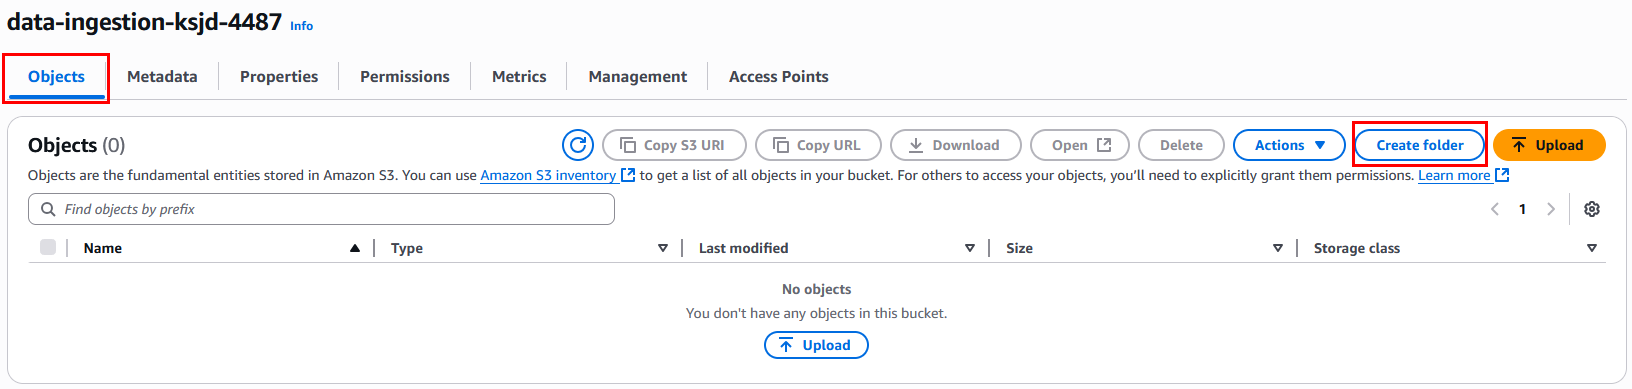 data-ingestion-ksjd-4487 Info
Objects Metadata Properties Permissions Metrics Management Access Points
Objects (0) Copy S3 URI Copy URL Download Open Delete Actions Create folder Upload
Objects are the fundamental entities stored in Amazon S3. You can use Amazon S3 inventory to get a list of all objects in your bucket. For others to access your objects, you'll need to explicitly grant them permissions. Learn more
Find objects by prefix 1
Name Type Last modified Size Storage class
No objects
You don't have any objects in this bucket.
Upload